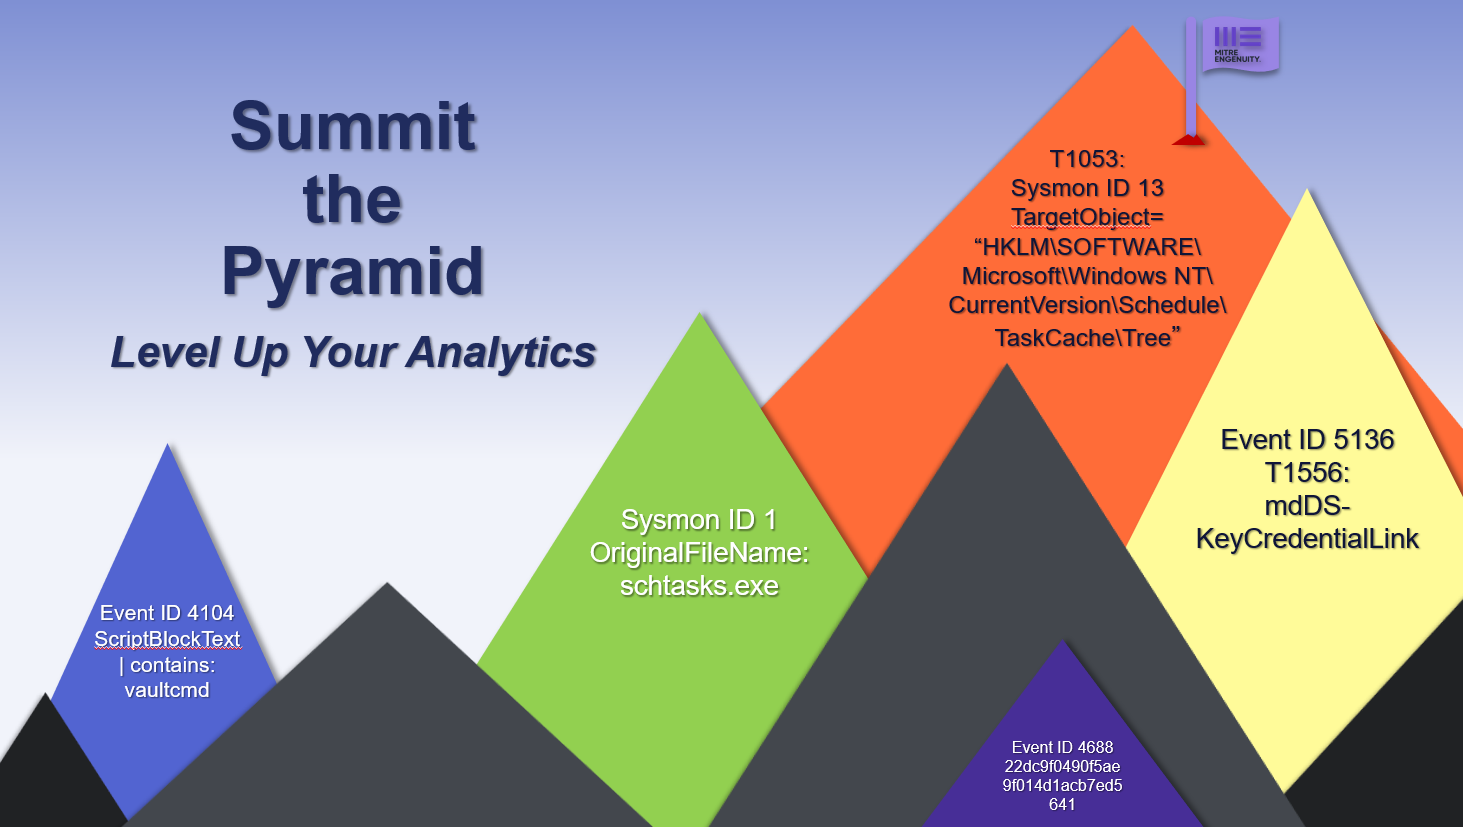 Summit
the
Pyramid
Level Up Your Analytics
MITRE
ENGENUITY.
T1053:
Sysmon ID 13
TargetObject=
“HKLM\SOFTWARE\
Microsoft\Windows NT\
CurrentVersion\Schedule\
TaskCache\Tree”
Event ID 5136
T1556:
mdDS-
KeyCredentialLink
Sysmon ID 1
OriginalFileName:
schtasks.exe
Event ID 4104
ScriptBlockText
| contains:
vaultcmd
Event ID 4688
22dc9f0490f5ae
9f014d1acb7ed5
641